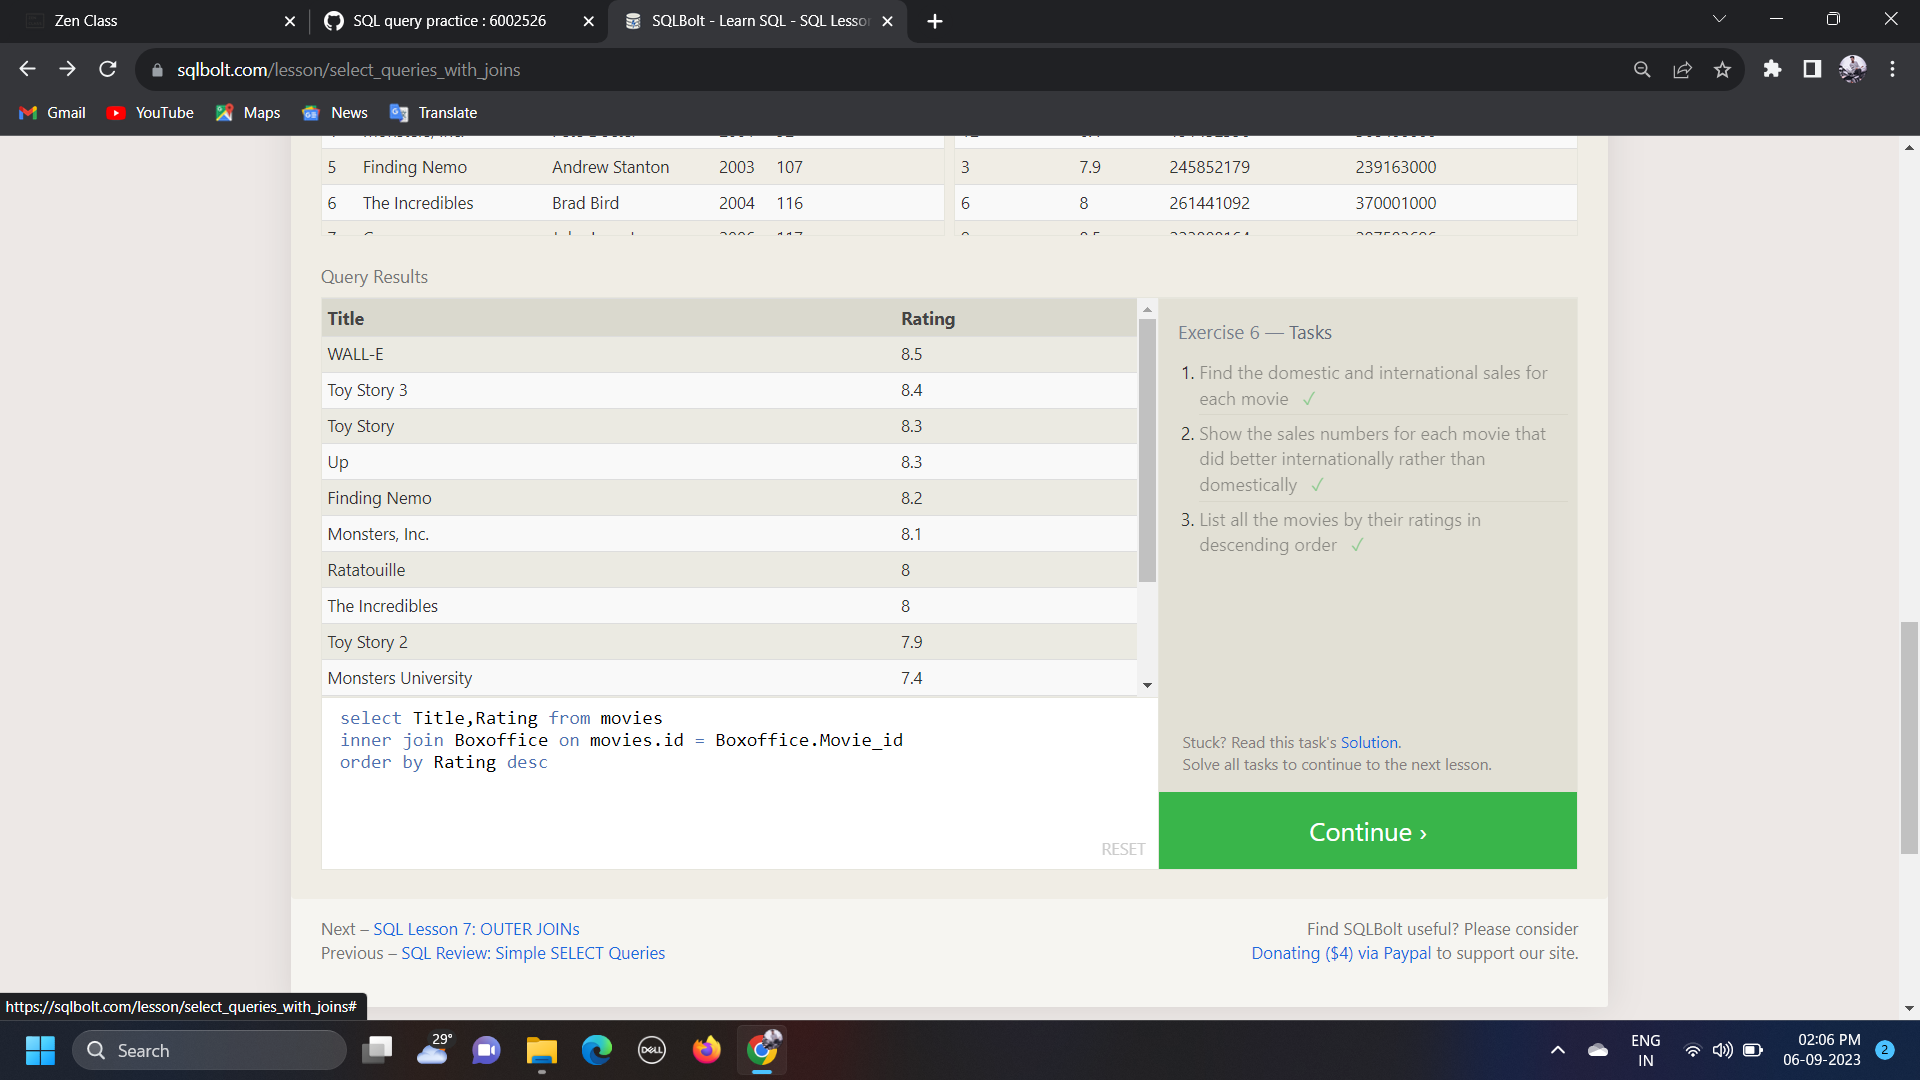 Zen Class
SQL query practice : 6002526
SQLBolt - Learn SQL - SQL Lesson
sqlbolt.com/lesson/select_queries_with_joins
Gmail YouTube Maps News Translate
5 Finding Nemo Andrew Stanton 2003 107
3 7.9 245852179 239163000
6 The Incredibles Brad Bird 2004 116
6 8 261441092 370001000
Query Results
Title Rating
WALL-E 8.5
Toy Story 3 8.4
Toy Story 8.3
Up 8.3
Finding Nemo 8.2
Monsters, Inc. 8.1
Ratatouille 8
The Incredibles 8
Toy Story 2 7.9
Monsters University 7.4
select Title,Rating from movies
inner join Boxoffice on movies.id = Boxoffice.Movie_id
order by Rating desc
RESET
Exercise 6 — Tasks
1. Find the domestic and international sales for
each movie ✓
2. Show the sales numbers for each movie that
did better internationally rather than
domestically ✓
3. List all the movies by their ratings in
descending order ✓
Stuck? Read this task's Solution.
Solve all tasks to continue to the next lesson.
Continue ›
Next – SQL Lesson 7: OUTER JOINs
Previous – SQL Review: Simple SELECT Queries
Find SQLBolt useful? Please consider
Donating ($4) via Paypal to support our site.
https://sqlbolt.com/lesson/select_queries_with_joins#
Search
29°
DELL
ENG
IN
02:06 PM
06-09-2023
2